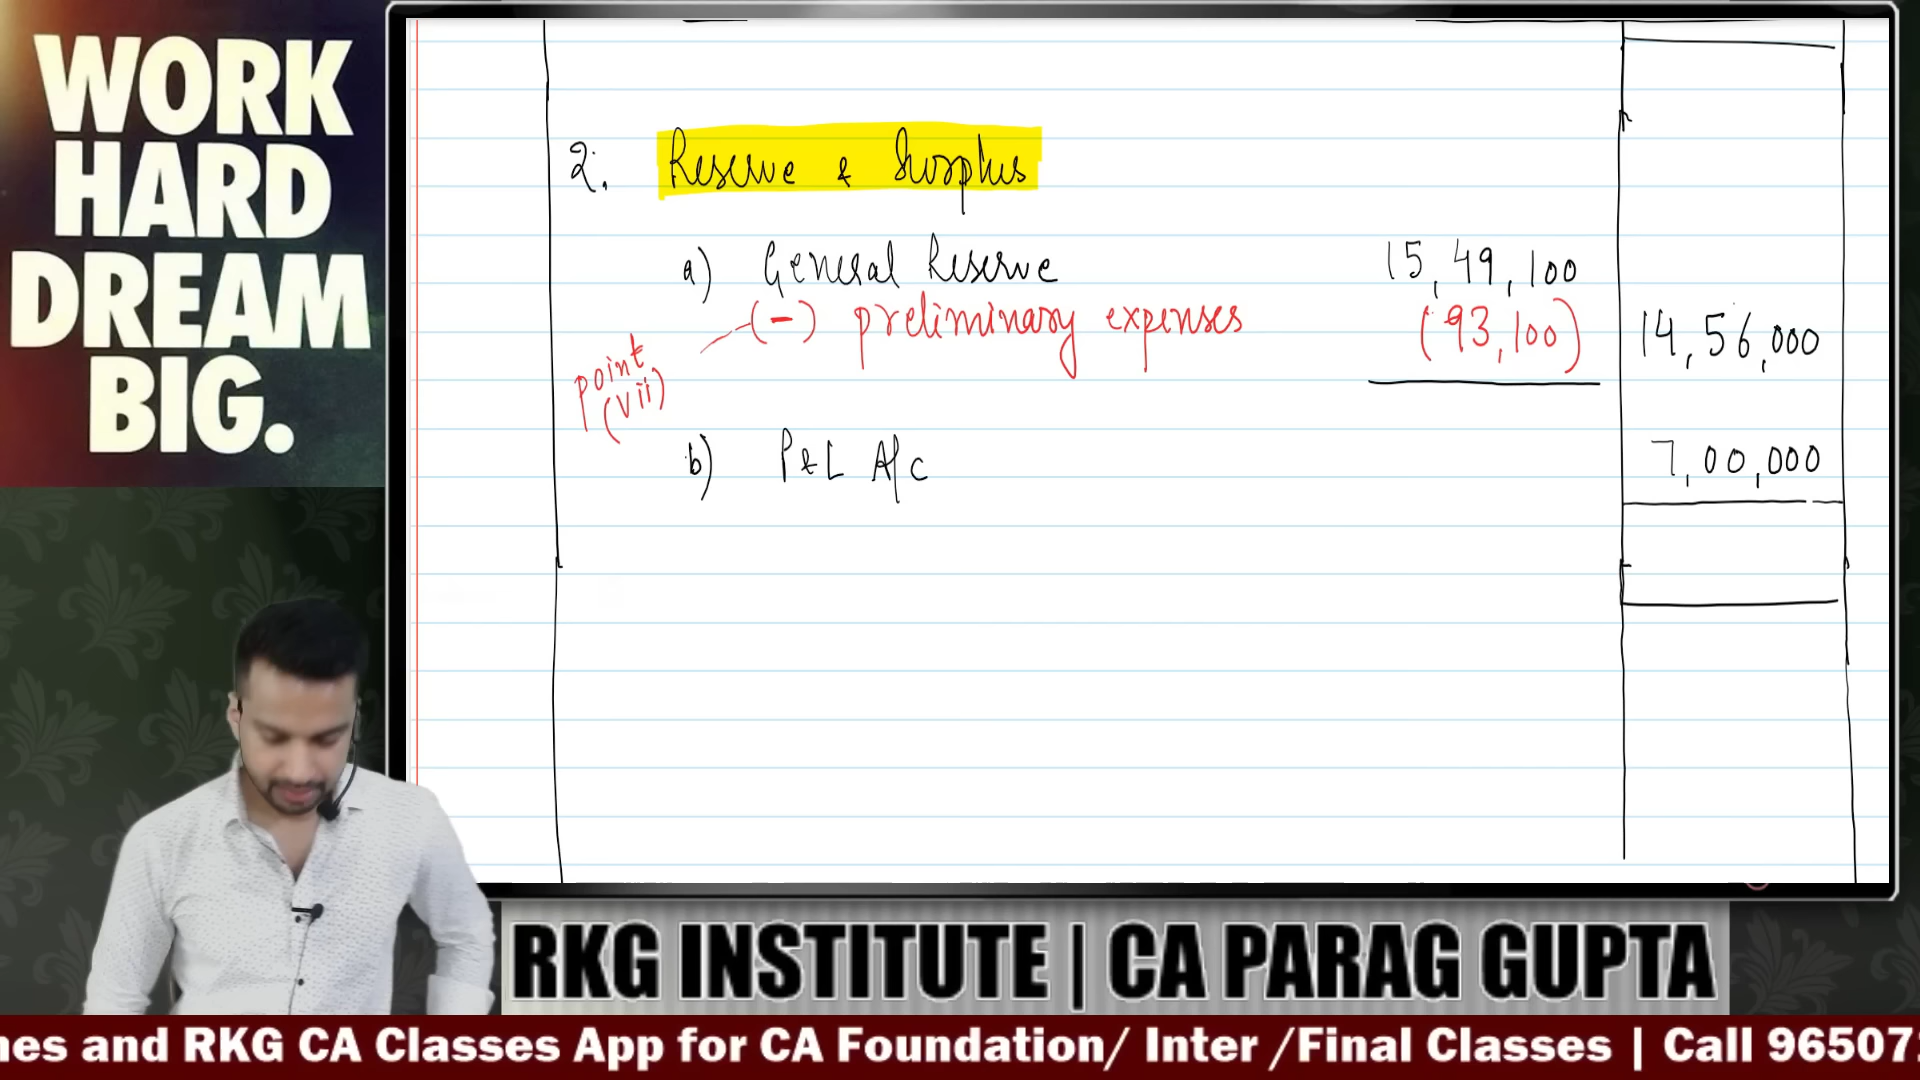 WORK
HARD
DREAM
BIG.
2. Reserve & Surplus
a) General Reserve 15,49,100
(-) preliminary expenses (93,100) 14,56,000
point
(vii)
b) P&L A/c 7,00,000
RKG INSTITUTE | CA PARAG GUPTA
nes and RKG CA Classes App for CA Foundation/ Inter /Final Classes | Call 96507